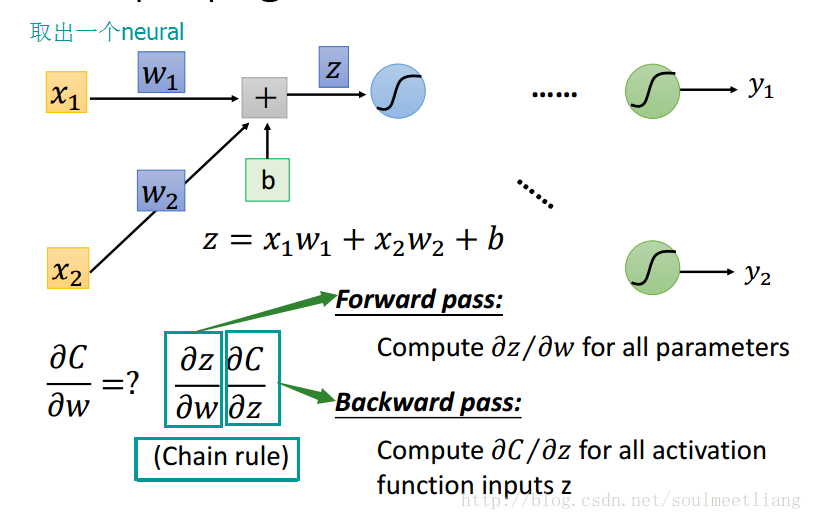 取出一个neural
x₁ w₁ + z ...... y₁
w₂ b
z = x₁w₁ + x₂w₂ + b
x₂ y₂
Forward pass:
Compute ∂z/∂w for all parameters
∂C/∂w =? ∂z/∂w ∂C/∂z
Backward pass:
(Chain rule)
Compute ∂C/∂z for all activation
function inputs z
http://blog.csdn.net/soulmeetliang